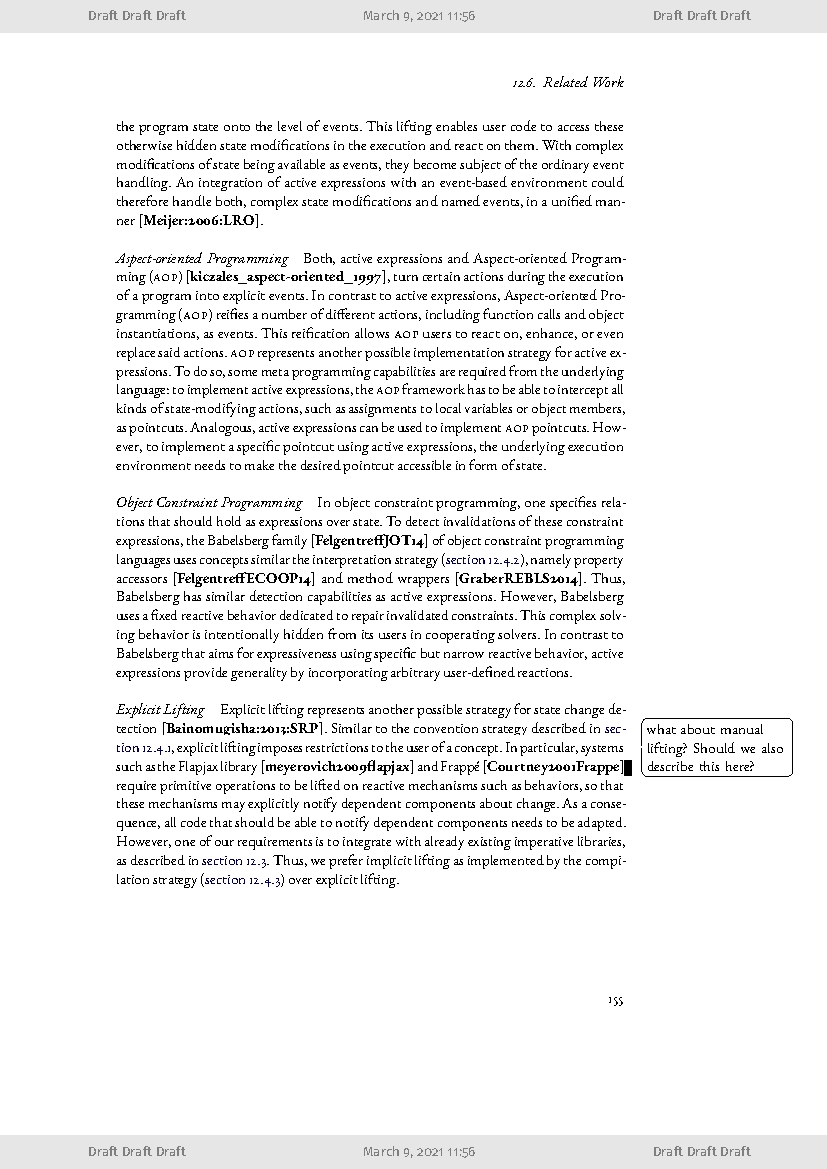 Draft Draft Draft March 9, 2021 11:56 Draft Draft Draft
12.6. Related Work
the program state onto the level of events. This lifting enables user code to access these
otherwise hidden state modifications in the execution and react on them. With complex
modifications of state being available as events, they become subject of the ordinary event
handling. An integration of active expressions with an event-based environment could
therefore handle both, complex state modifications and named events, in a unified man-
ner [Meijer:2006:LRO].
Aspect-oriented Programming Both, active expressions and Aspect-oriented Program-
ming (AOP) [kiczales_aspect-oriented_1997], turn certain actions during the execution
of a program into explicit events. In contrast to active expressions, Aspect-oriented Pro-
gramming (AOP) reifies a number of different actions, including function calls and object
instantiations, as events. This reification allows AOP users to react on, enhance, or even
replace said actions. AOP represents another possible implementation strategy for active ex-
pressions. To do so, some meta programming capabilities are required from the underlying
language: to implement active expressions, the AOP framework has to be able to intercept all
kinds of state-modifying actions, such as assignments to local variables or object members,
as pointcuts. Analogous, active expressions can be used to implement AOP pointcuts. How-
ever, to implement a specific pointcut using active expressions, the underlying execution
environment needs to make the desired pointcut accessible in form of state.
Object Constraint Programming In object constraint programming, one specifies rela-
tions that should hold as expressions over state. To detect invalidations of these constraint
expressions, the Babelsberg family [FelgentreffJOT14] of object constraint programming
languages uses concepts similar the interpretation strategy (section 12.4.2), namely property
accessors [FelgentreffECOOP14] and method wrappers [GraberREBLS2014]. Thus,
Babelsberg has similar detection capabilities as active expressions. However, Babelsberg
uses a fixed reactive behavior dedicated to repair invalidated constraints. This complex solv-
ing behavior is intentionally hidden from its users in cooperating solvers. In contrast to
Babelsberg that aims for expressiveness using specific but narrow reactive behavior, active
expressions provide generality by incorporating arbitrary user-defined reactions.
Explicit Lifting Explicit lifting represents another possible strategy for state change de-
tection [Bainomugisha:2013:SRP]. Similar to the convention strategy described in sec-
tion 12.4.1, explicit lifting imposes restrictions to the user of a concept. In particular, systems
such as the Flapjax library [meyerovich2009flapjax] and Frappé [Courtney2001Frappe]
require primitive operations to be lifted on reactive mechanisms such as behaviors, so that
these mechanisms may explicitly notify dependent components about change. As a conse-
quence, all code that should be able to notify dependent components needs to be adapted.
However, one of our requirements is to integrate with already existing imperative libraries,
as described in section 12.3. Thus, we prefer implicit lifting as implemented by the compi-
lation strategy (section 12.4.3) over explicit lifting.
what about manual
lifting? Should we also
describe this here?
155
Draft Draft Draft March 9, 2021 11:56 Draft Draft Draft